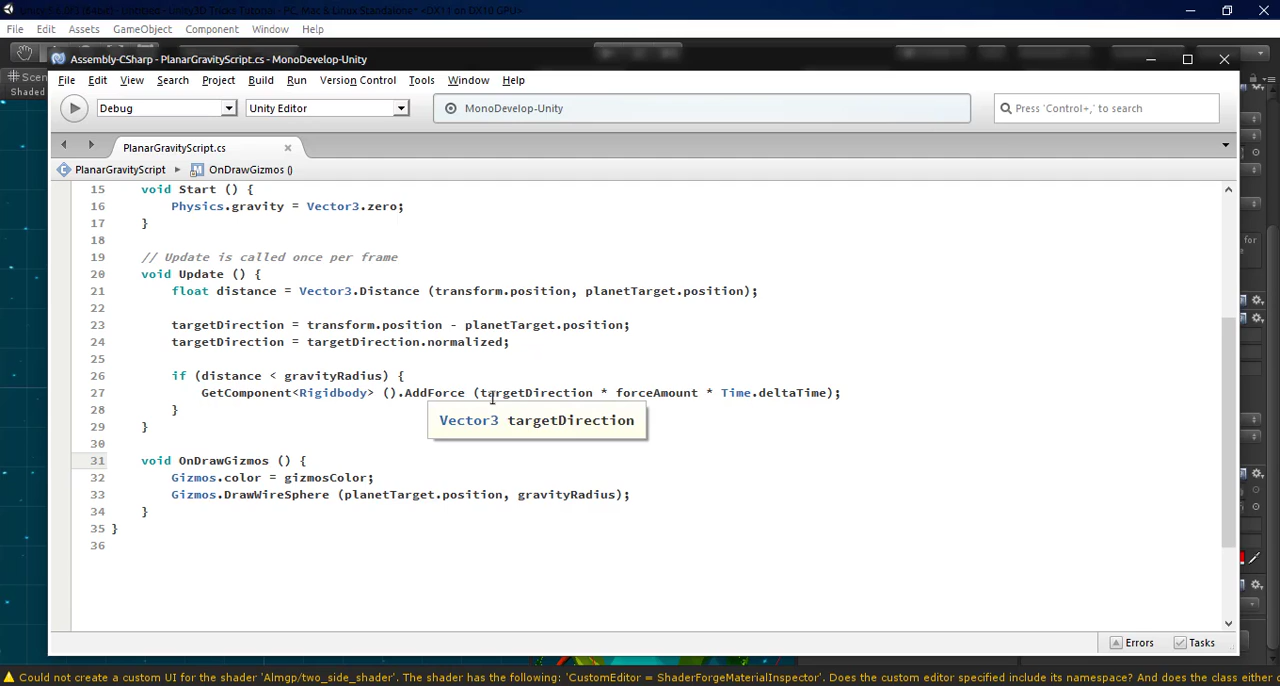 File Edit Assets GameObject Component Window Help
Scen
Shaded
Assembly-CSharp - PlanarGravityScript.cs - MonoDevelop-Unity
File Edit View Search Project Build Run Version Control Tools Window Help
Debug Unity Editor MonoDevelop-Unity Press 'Control+,' to search
PlanarGravityScript.cs
PlanarGravityScript OnDrawGizmos ()
15 void Start () {
16 Physics.gravity = Vector3.zero;
17 }
18
19 // Update is called once per frame
20 void Update () {
21 float distance = Vector3.Distance (transform.position, planetTarget.position);
22
23 targetDirection = transform.position - planetTarget.position;
24 targetDirection = targetDirection.normalized;
25
26 if (distance < gravityRadius) {
27 GetComponent<Rigidbody> ().AddForce (targetDirection * forceAmount * Time.deltaTime);
28 }
Vector3 targetDirection
29 }
30
31 void OnDrawGizmos () {
32 Gizmos.color = gizmosColor;
33 Gizmos.DrawWireSphere (planetTarget.position, gravityRadius);
34 }
35 }
36
for
Errors Tasks
Could not create a custom UI for the shader 'Almgp/two_side_shader'. The shader has the following: 'CustomEditor = ShaderForgeMaterialInspector'. Does the custom editor specified include its namespace? And does the class either